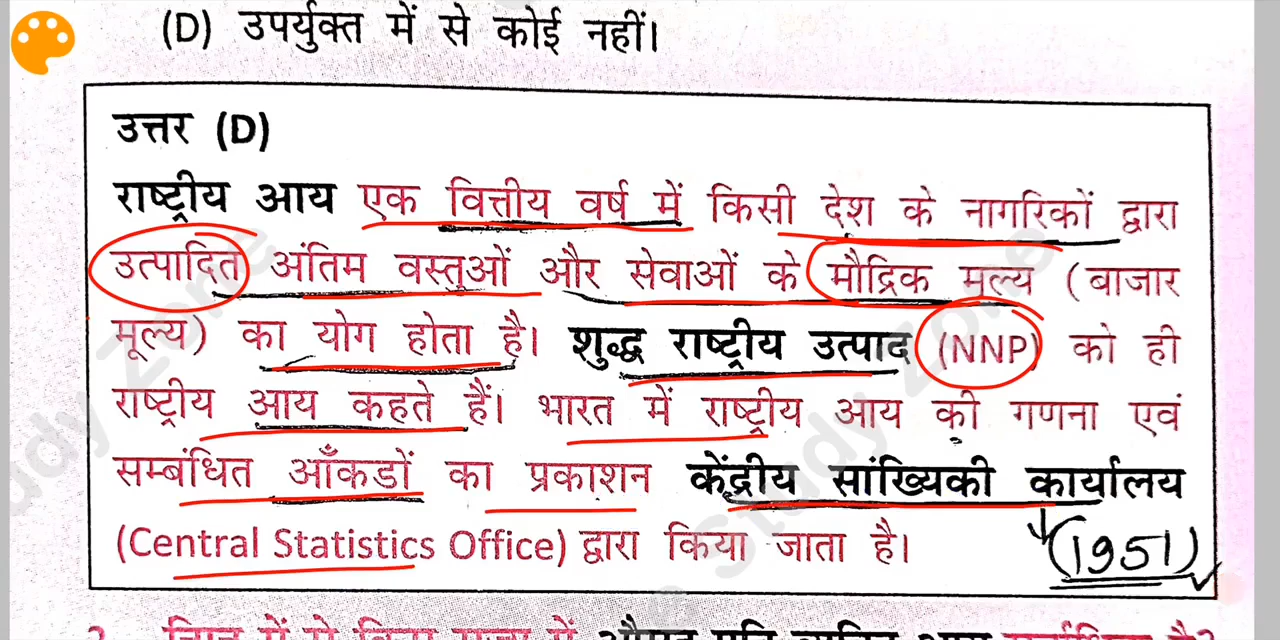 (D) उपर्युक्त में से कोई नहीं।
उत्तर (D)
राष्ट्रीय आय एक वित्तीय वर्ष में किसी देश के नागरिकों द्वारा
उत्पादित अंतिम वस्तुओं और सेवाओं के मौद्रिक मूल्य (बाजार
मूल्य) का योग होता है। शुद्ध राष्ट्रीय उत्पाद (NNP) को ही
राष्ट्रीय आय कहते हैं। भारत में राष्ट्रीय आय की गणना एवं
सम्बंधित आँकडों का प्रकाशन केंद्रीय सांख्यिकी कार्यालय
(Central Statistics Office) द्वारा किया जाता है।
(1951)